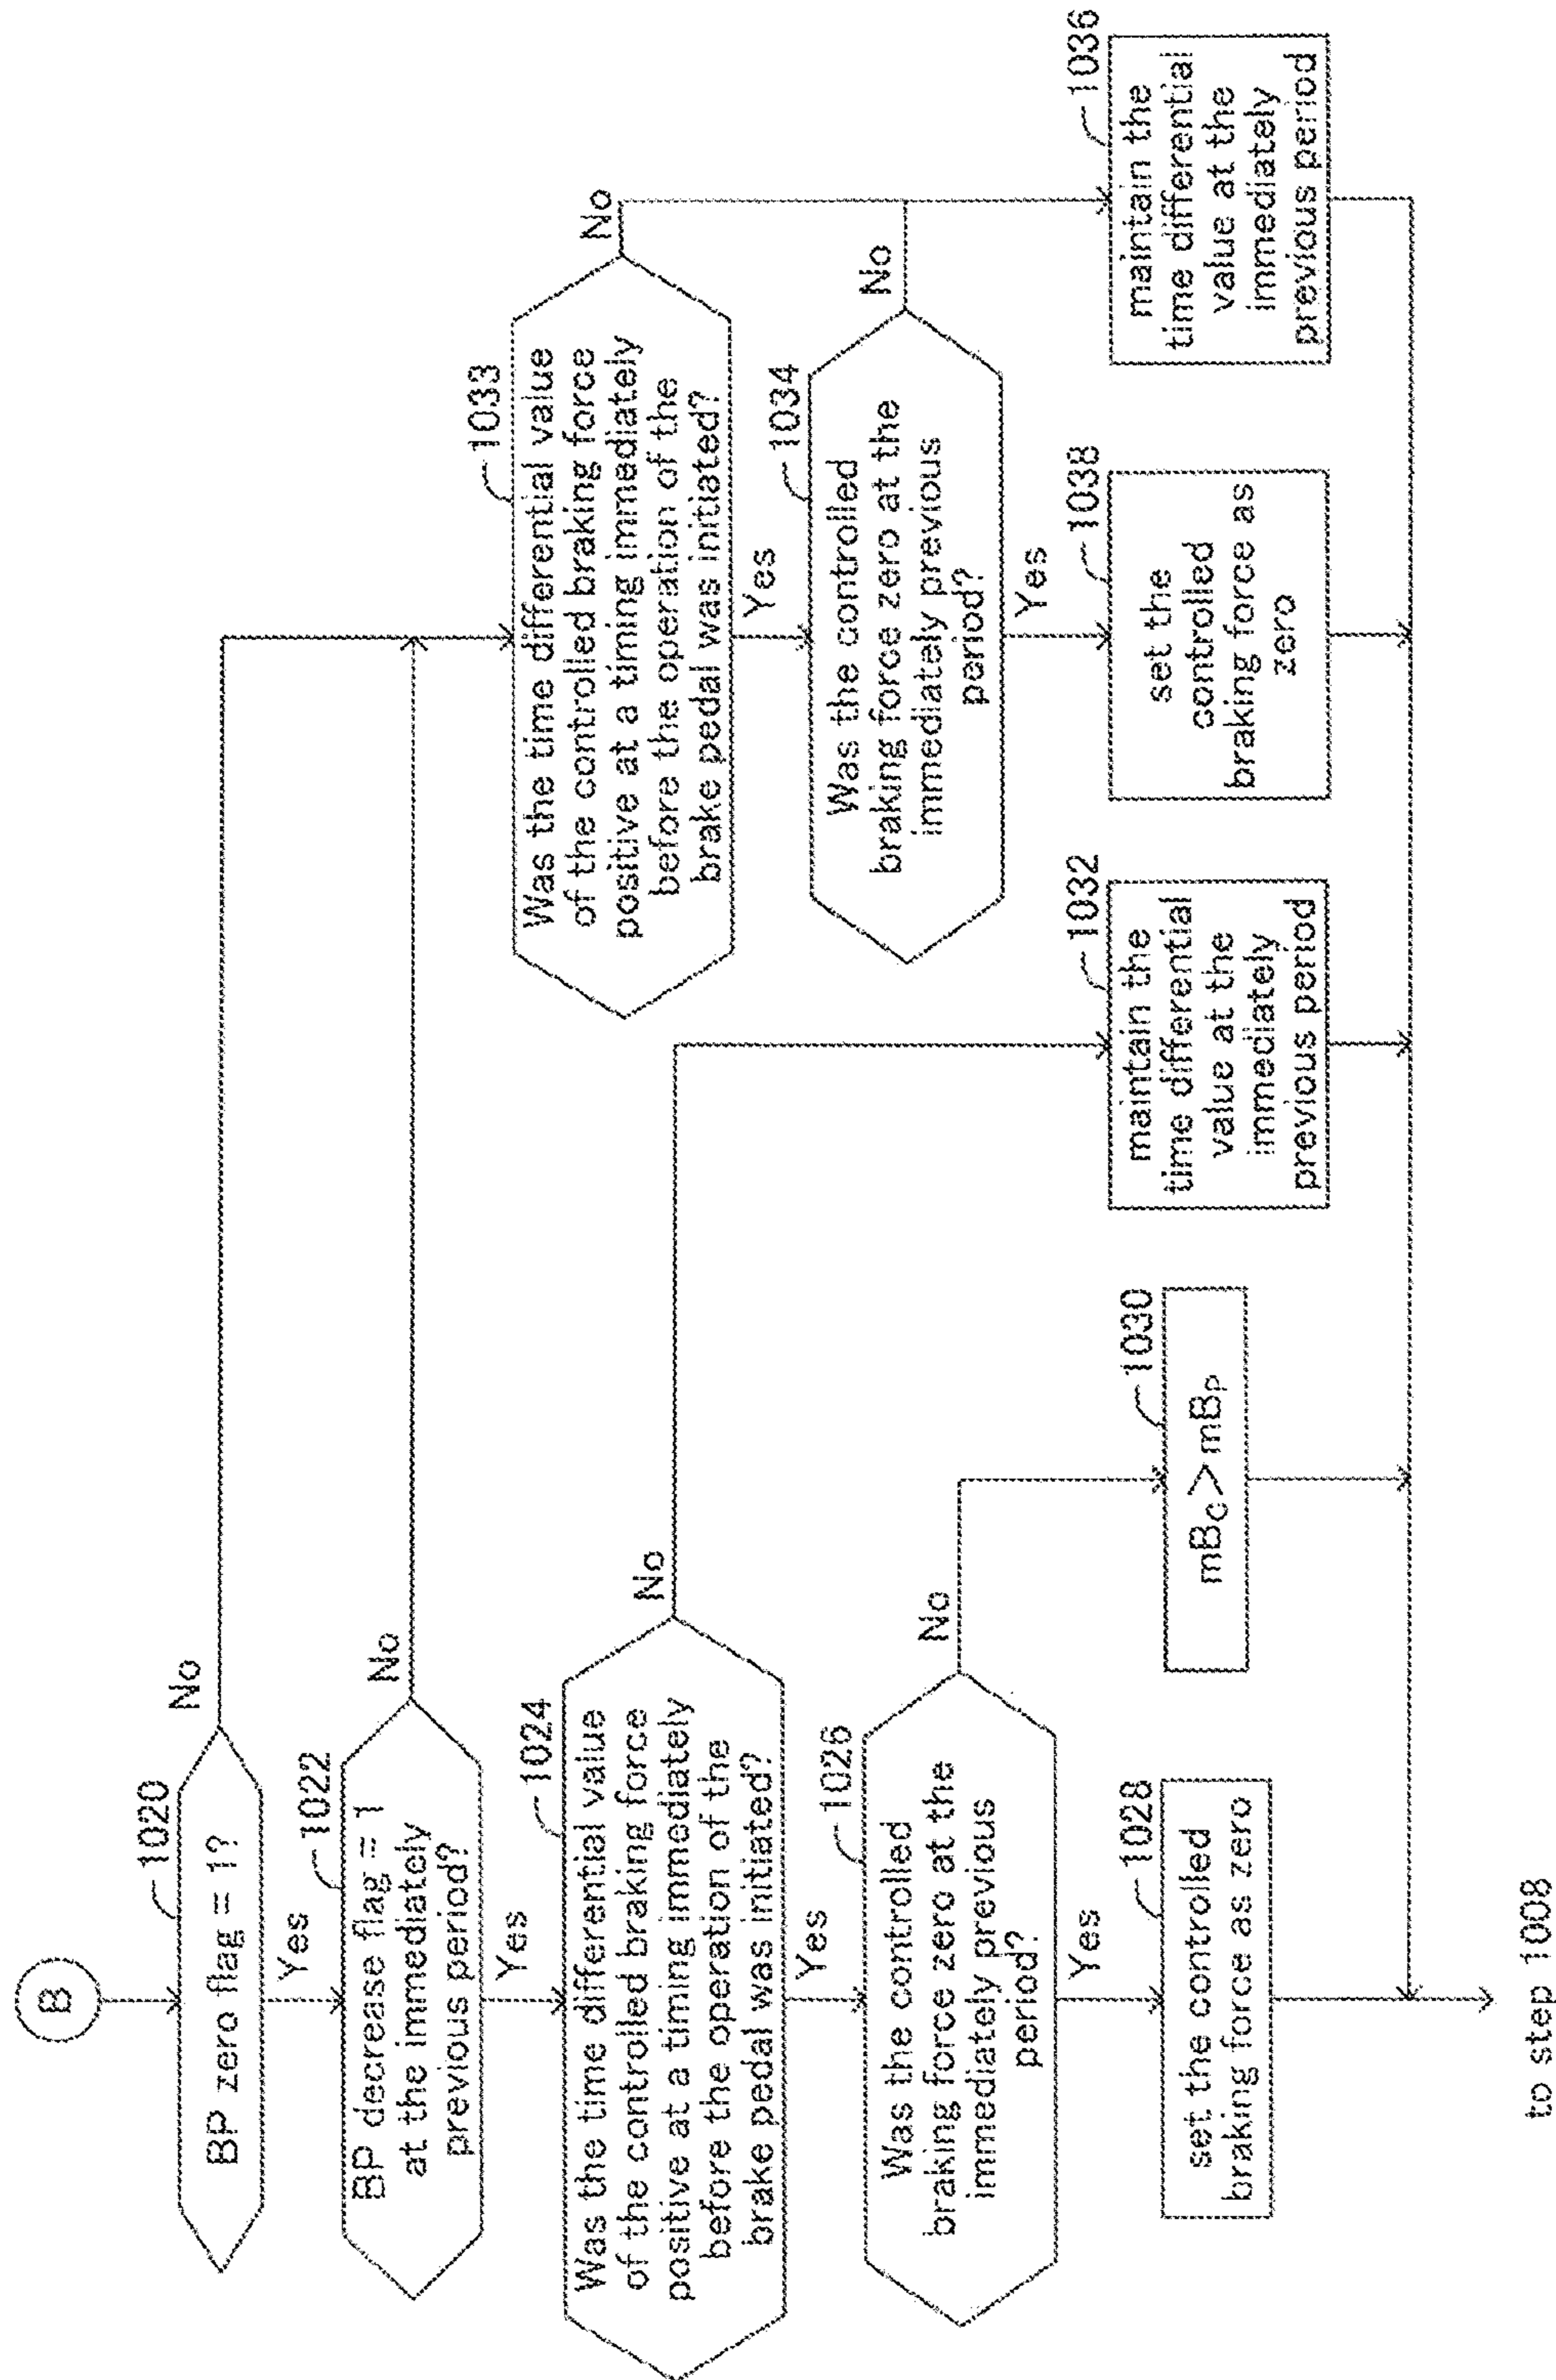 B
1020
BP zero flag = 1?
No
Yes
1022
BP decrease flag = 1
at the immediately
previous period?
No
Yes
1024
Was the time differential value
of the controlled braking force
positive at a timing immediately
before the operation of the
brake pedal was initiated?
No
Yes
1026
Was the controlled
braking force zero at the
immediately previous
period?
No
Yes
1028
set the controlled
braking force as zero
1030
mBc>mBP
1032
maintain the
time differential
value at the
immediately
previous period
1033
Was the time differential value
of the controlled braking force
positive at a timing immediately
before the operation of the
brake pedal was initiated?
No
Yes
1034
Was the controlled
braking force zero at the
immediately previous
period?
No
Yes
1038
set the
controlled
braking force as
zero
1036
maintain the
time differential
value at the
immediately
previous period
to step 1008